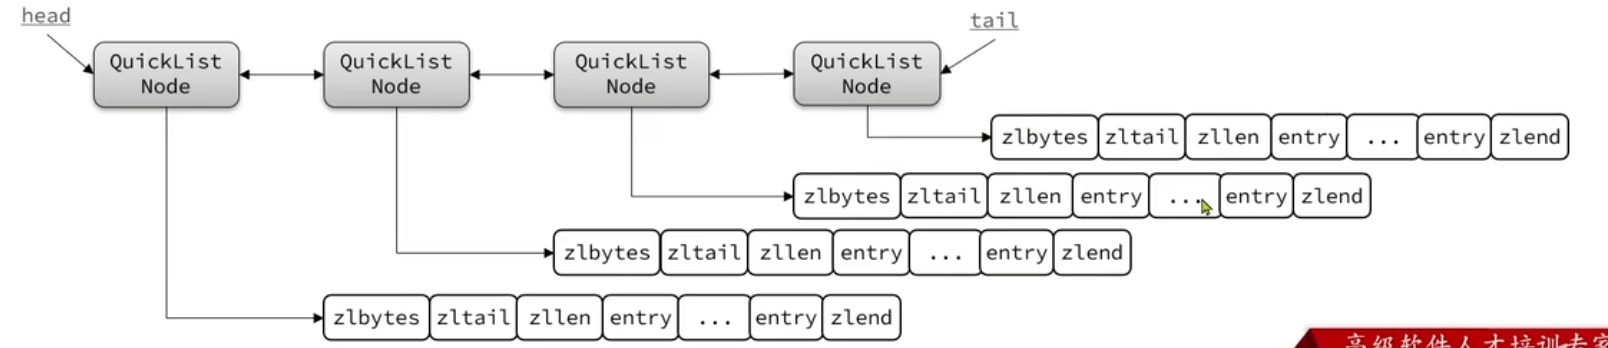 head
tail
QuickList
Node
QuickList
Node
QuickList
Node
QuickList
Node
zlbytes zltail zllen entry ... entry zlend
zlbytes zltail zllen entry ... entry zlend
zlbytes zltail zllen entry ... entry zlend
zlbytes zltail zllen entry ... entry zlend
高级软件人才培训专家